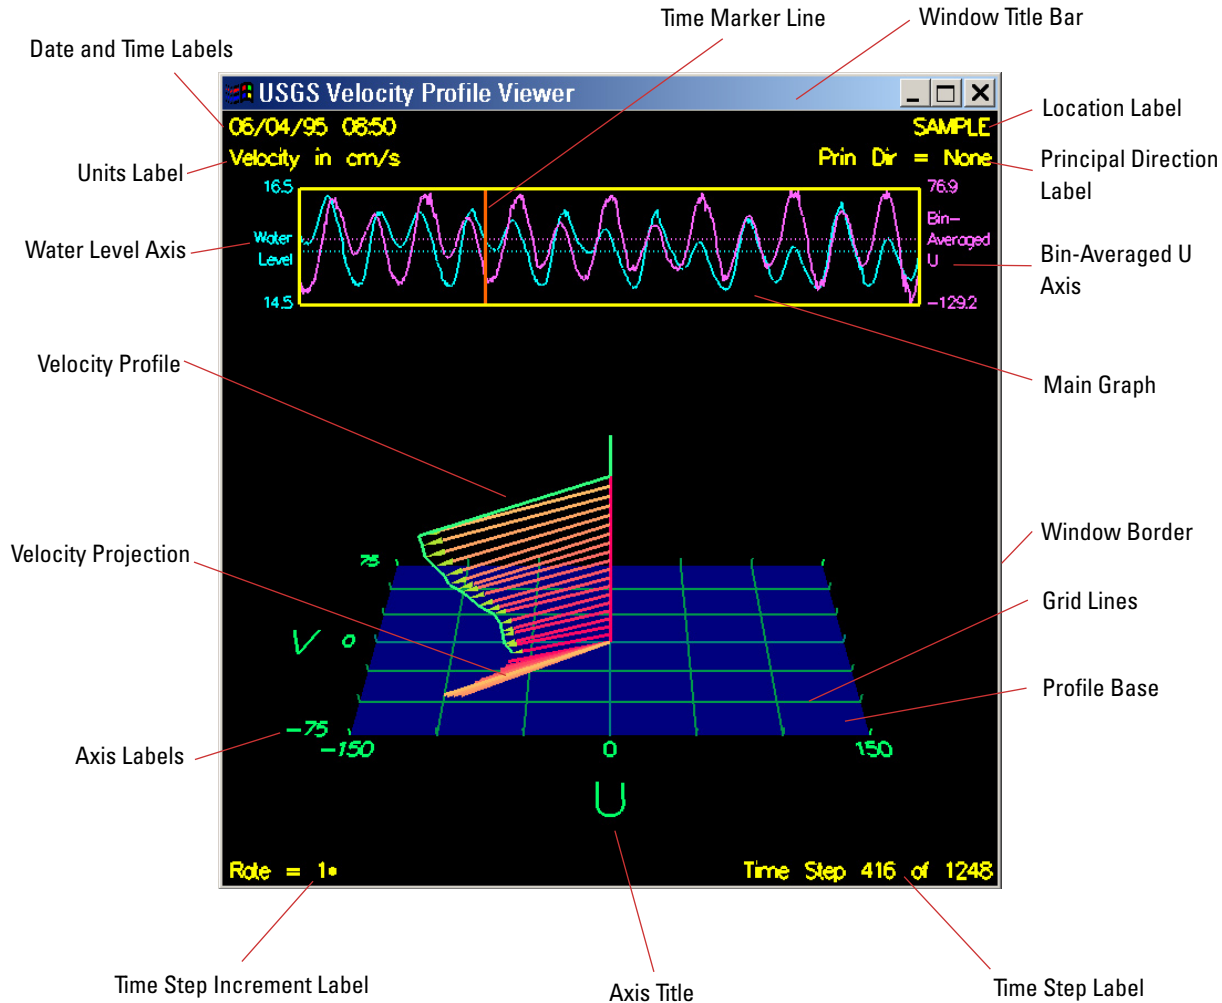 Time Marker Line
Window Title Bar
Date and Time Labels
USGS Velocity Profile Viewer
Location Label
06/04/95 08:50
SAMPLE
Units Label
Velocity in cm/s
Prin Dir = None
Principal Direction
Label
16.5
76.9
Water Level Axis
Water
Level
Bin-
Averaged
U
Bin-Averaged U
Axis
14.5
-129.2
Velocity Profile
Main Graph
Velocity Projection
Window Border
75
Grid Lines
V
0
Profile Base
-75
Axis Labels
-150
0
150
U
Rate = 1*
Time Step 416 of 1248
Time Step Increment Label
Axis Title
Time Step Label